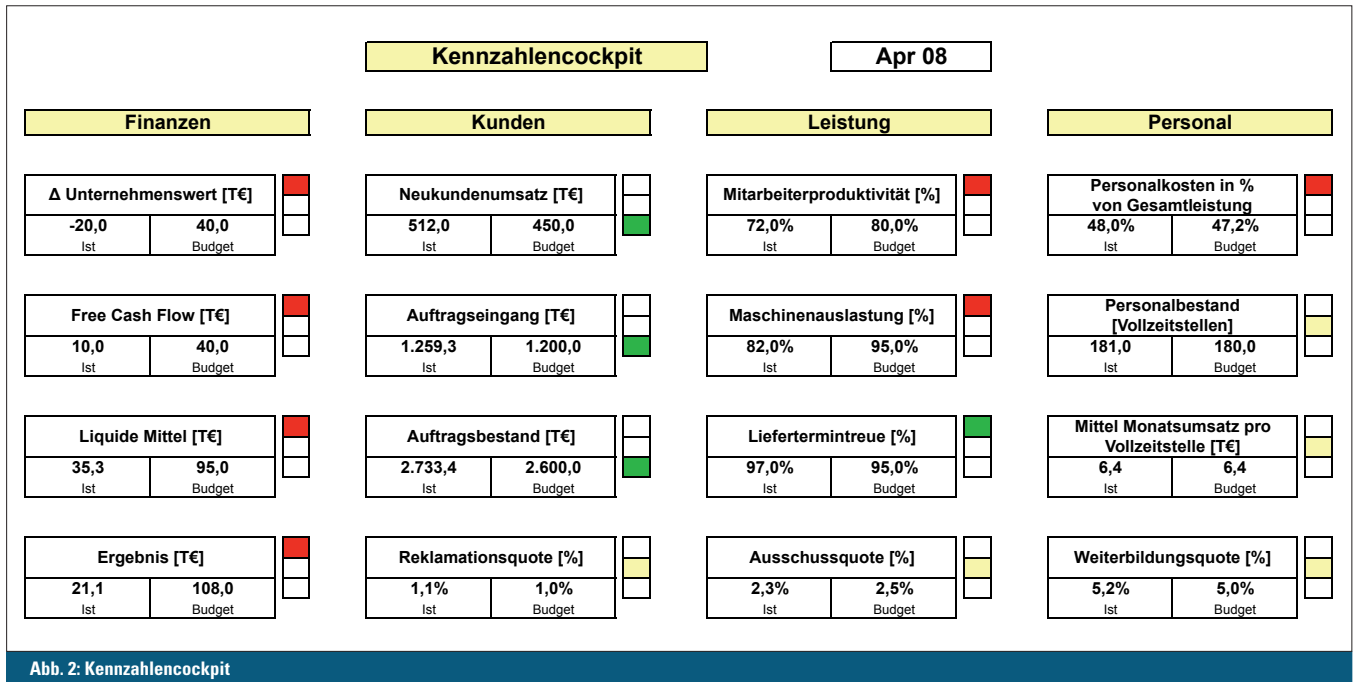 Kennzahlencockpit
Apr 08
Finanzen
Kunden
Leistung
Personal
Δ Unternehmenswert [T€]
-20,0 40,0
Ist Budget
Neukundenumsatz [T€]
512,0 450,0
Ist Budget
Mitarbeiterproduktivität [%]
72,0% 80,0%
Ist Budget
Personalkosten in %
von Gesamtleistung
48,0% 47,2%
Ist Budget
Free Cash Flow [T€]
10,0 40,0
Ist Budget
Auftragseingang [T€]
1.259,3 1.200,0
Ist Budget
Maschinenauslastung [%]
82,0% 95,0%
Ist Budget
Personalbestand
[Vollzeitstellen]
181,0 180,0
Ist Budget
Liquide Mittel [T€]
35,3 95,0
Ist Budget
Auftragsbestand [T€]
2.733,4 2.600,0
Ist Budget
Liefertermintreue [%]
97,0% 95,0%
Ist Budget
Mittel Monatsumsatz pro
Vollzeitstelle [T€]
6,4 6,4
Ist Budget
Ergebnis [T€]
21,1 108,0
Ist Budget
Reklamationsquote [%]
1,1% 1,0%
Ist Budget
Ausschussquote [%]
2,3% 2,5%
Ist Budget
Weiterbildungsquote [%]
5,2% 5,0%
Ist Budget
Abb. 2: Kennzahlencockpit